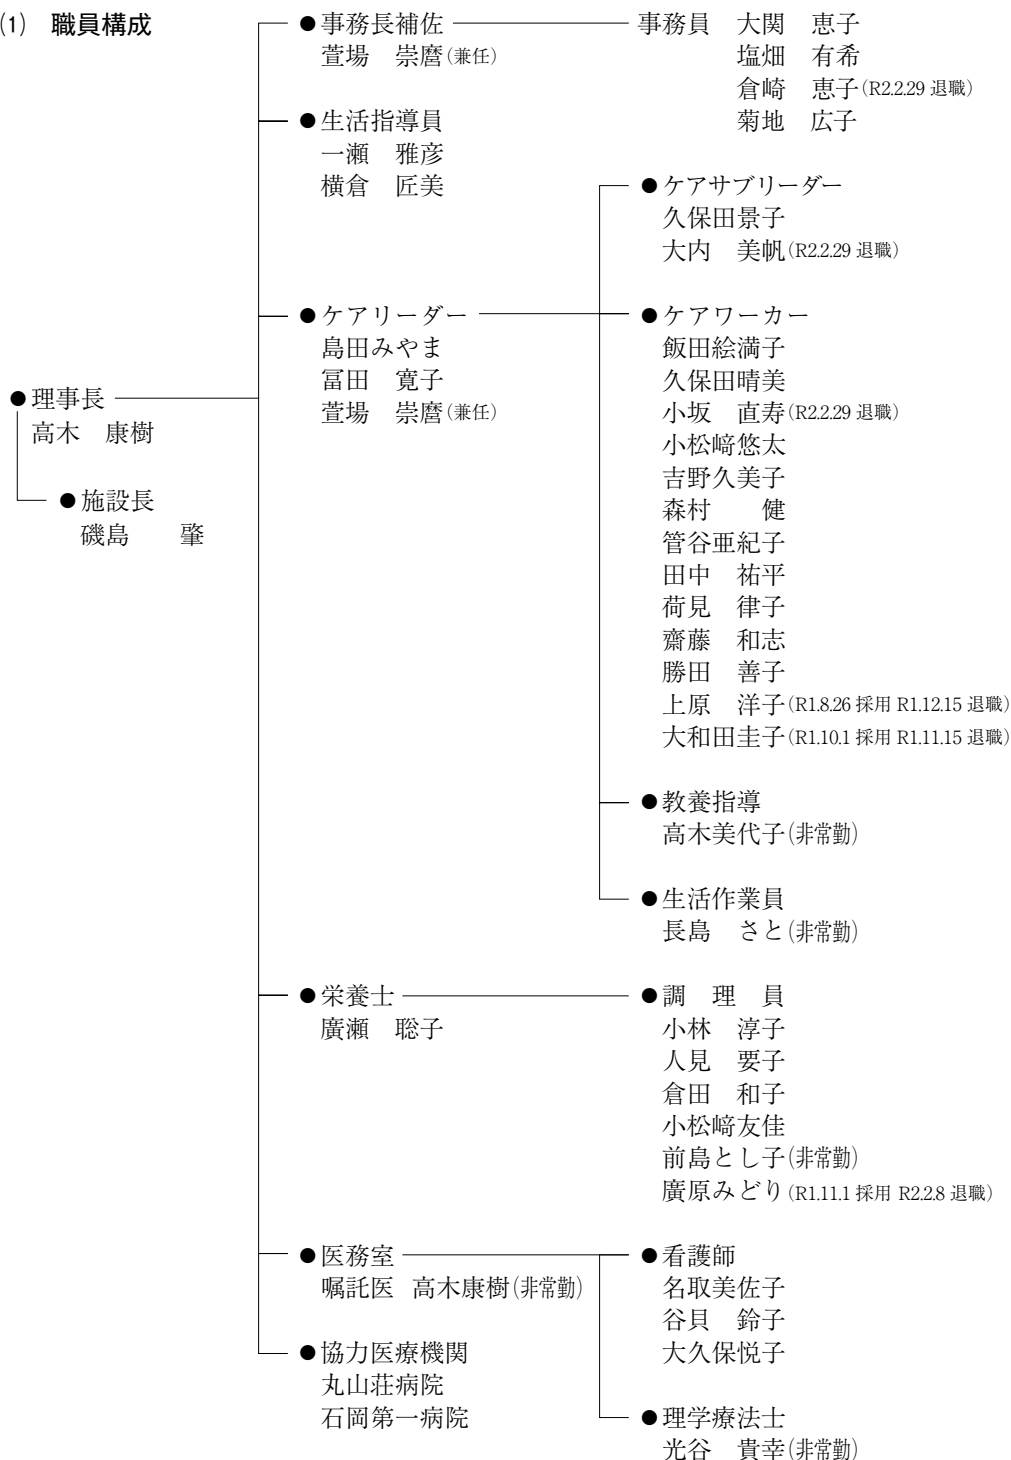 (1)　職員構成
●理事長
高木　康樹
●施設長
磯島　　肇
●事務長補佐
萱場　崇麿(兼任)
事務員　大関　恵子
塩畑　有希
倉崎　恵子(R2.2.29 退職)
菊地　広子
●生活指導員
一瀬　雅彦
横倉　匠美
●ケアリーダー
島田みやま
冨田　寛子
萱場　崇麿(兼任)
●ケアサブリーダー
久保田景子
大内　美帆(R2.2.29 退職)
●ケアワーカー
飯田絵満子
久保田晴美
小坂　直寿(R2.2.29 退職)
小松﨑悠太
吉野久美子
森村　　健
管谷亜紀子
田中　祐平
荷見　律子
齋藤　和志
勝田　善子
上原　洋子(R1.8.26 採用 R1.12.15 退職)
大和田圭子(R1.10.1 採用 R1.11.15 退職)
●教養指導
高木美代子(非常勤)
●生活作業員
長島　さと(非常勤)
●栄養士
廣瀬　聡子
●調　理　員
小林　淳子
人見　要子
倉田　和子
小松﨑友佳
前島とし子(非常勤)
廣原みどり(R1.11.1 採用 R2.2.8 退職)
●医務室
嘱託医　高木康樹(非常勤)
●看護師
名取美佐子
谷貝　鈴子
大久保悦子
●理学療法士
光谷　貴幸(非常勤)
●協力医療機関
丸山荘病院
石岡第一病院